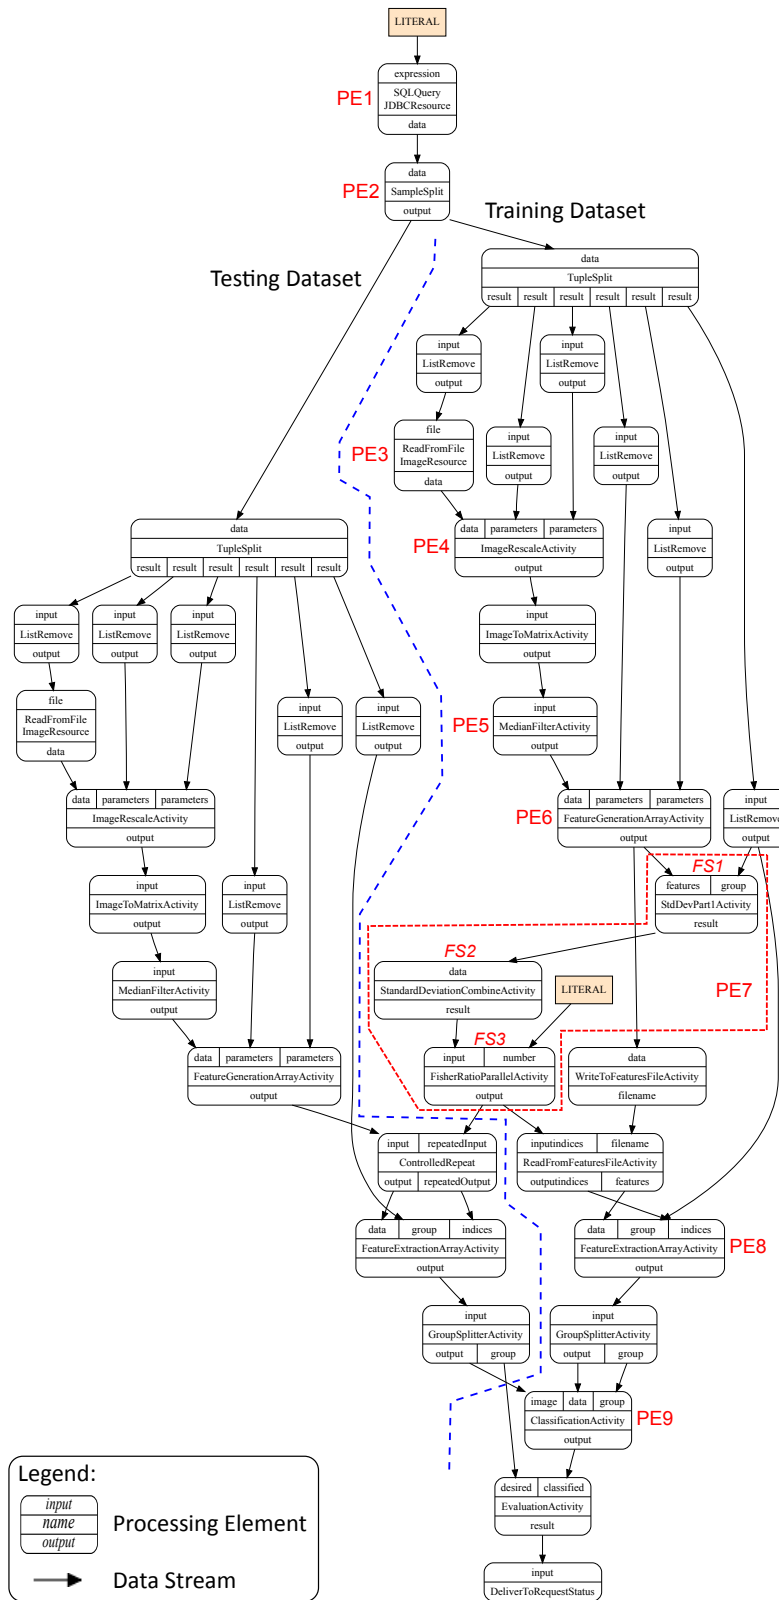 LITERAL
expression
PE1
SQLQuery
JDBCResource
data
data
PE2
SampleSplit
output
Training Dataset
Testing Dataset
data
TupleSplit
result result result result result result
input
ListRemove
output
input
ListRemove
output
file
PE3
ReadFromFile
ImageResource
data
input
ListRemove
output
input
ListRemove
output
input
ListRemove
output
data parameters parameters
PE4
ImageRescaleActivity
output
data
TupleSplit
result result result result result result
input
ImageToMatrixActivity
output
input
ListRemove
output
input
ListRemove
output
input
ListRemove
output
file
ReadFromFile
ImageResource
data
input
ListRemove
output
input
ListRemove
output
PE5
input
MedianFilterActivity
output
data parameters parameters
ImageRescaleActivity
output
PE6
data parameters parameters
FeatureGenerationArrayActivity
output
input
ListRemove
output
FS1
features group
StdDevPart1Activity
result
input
ImageToMatrixActivity
output
input
ListRemove
output
FS2
data
StandardDeviationCombineActivity
result
LITERAL
PE7
input
MedianFilterActivity
output
FS3
data parameters parameters
FeatureGenerationArrayActivity
output
input number
FisherRatioParallelActivity
output
data
WriteToFeaturesFileActivity
filename
input repeatedInput
ControlledRepeat
output repeatedOutput
inputindices filename
ReadFromFeaturesFileActivity
outputindices features
data group indices
FeatureExtractionArrayActivity
output
data group indices
FeatureExtractionArrayActivity
output
PE8
input
GroupSplitterActivity
output group
input
GroupSplitterActivity
output group
image data group
ClassificationActivity
output
PE9
desired classified
EvaluationActivity
result
input
DeliverToRequestStatus
Legend:
input
name
output
Processing Element
Data Stream